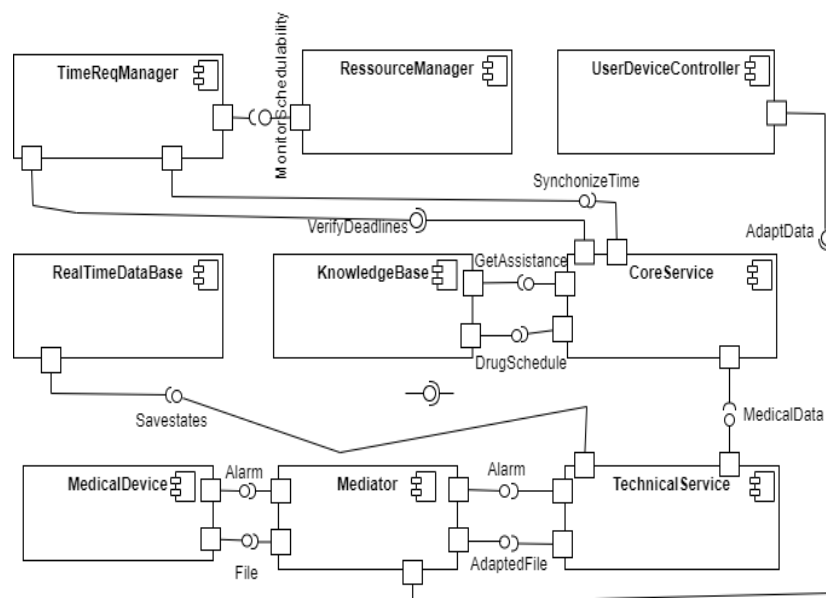 TimeReqManager
MonitorSchedulability
RessourceManager
UserDeviceController
SynchonizeTime
VerifyDeadlines
AdaptData
RealTimeDataBase
KnowledgeBase
GetAssistance
CoreService
DrugSchedule
Savestates
MedicalData
MedicalDevice
Alarm
Mediator
Alarm
TechnicalService
File
AdaptedFile